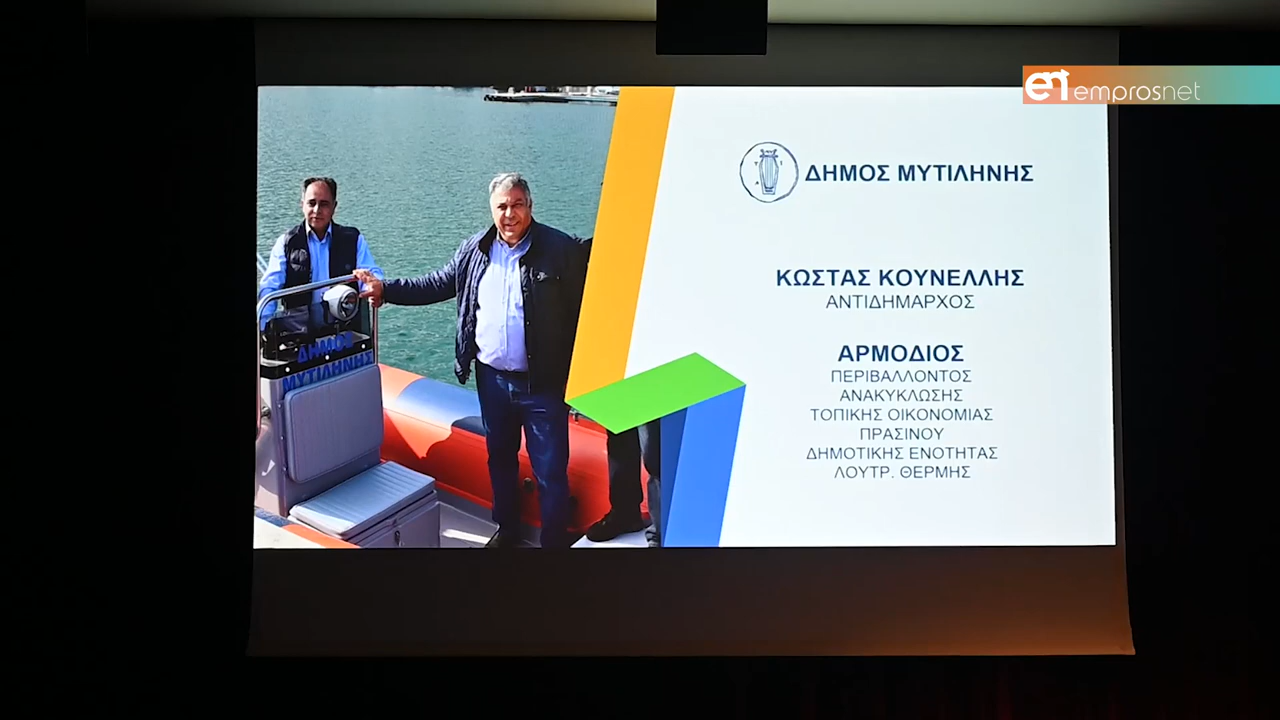 emprosnet
ΔΗΜΟΣ ΜΥΤΙΛΗΝΗΣ
ΚΩΣΤΑΣ ΚΟΥΝΕΛΛΗΣ
ΑΝΤΙΔΗΜΑΡΧΟΣ
ΑΡΜΟΔΙΟΣ
ΠΕΡΙΒΑΛΛΟΝΤΟΣ
ΑΝΑΚΥΚΛΩΣΗΣ
ΤΟΠΙΚΗΣ ΟΙΚΟΝΟΜΙΑΣ
ΠΡΑΣΙΝΟΥ
ΔΗΜΟΤΙΚΗΣ ΕΝΟΤΗΤΑΣ
ΛΟΥΤΡ. ΘΕΡΜΗΣ
ΔΗΜΟΣ
ΜΥΤΙΛΗΝΗΣ